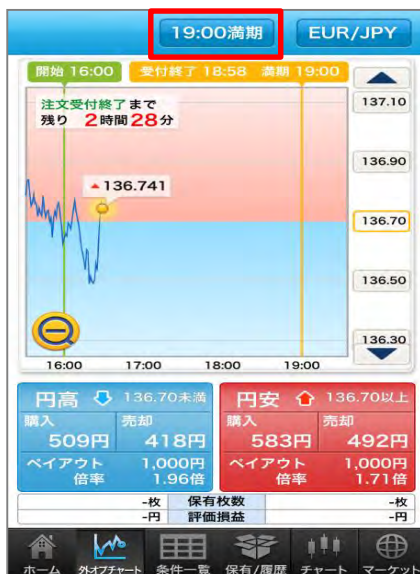 19:00満期
EUR/JPY
開始 16:00
受付終了 18:58 満期 19:00
注文受付終了まで
残り 2時間28分
137.10
136.90
136.741
136.70
136.50
136.30
16:00 17:00 18:00 19:00
円高 136.70未満
購入 売却
509円 418円
ペイアウト 1,000円
倍率 1.96倍
円安 136.70以上
購入 売却
583円 492円
ペイアウト 1,000円
倍率 1.71倍
-枚 保有枚数 -枚
-円 評価損益 -円
ホーム 外オプチャート 条件一覧 保有/履歴 チャート マーケット